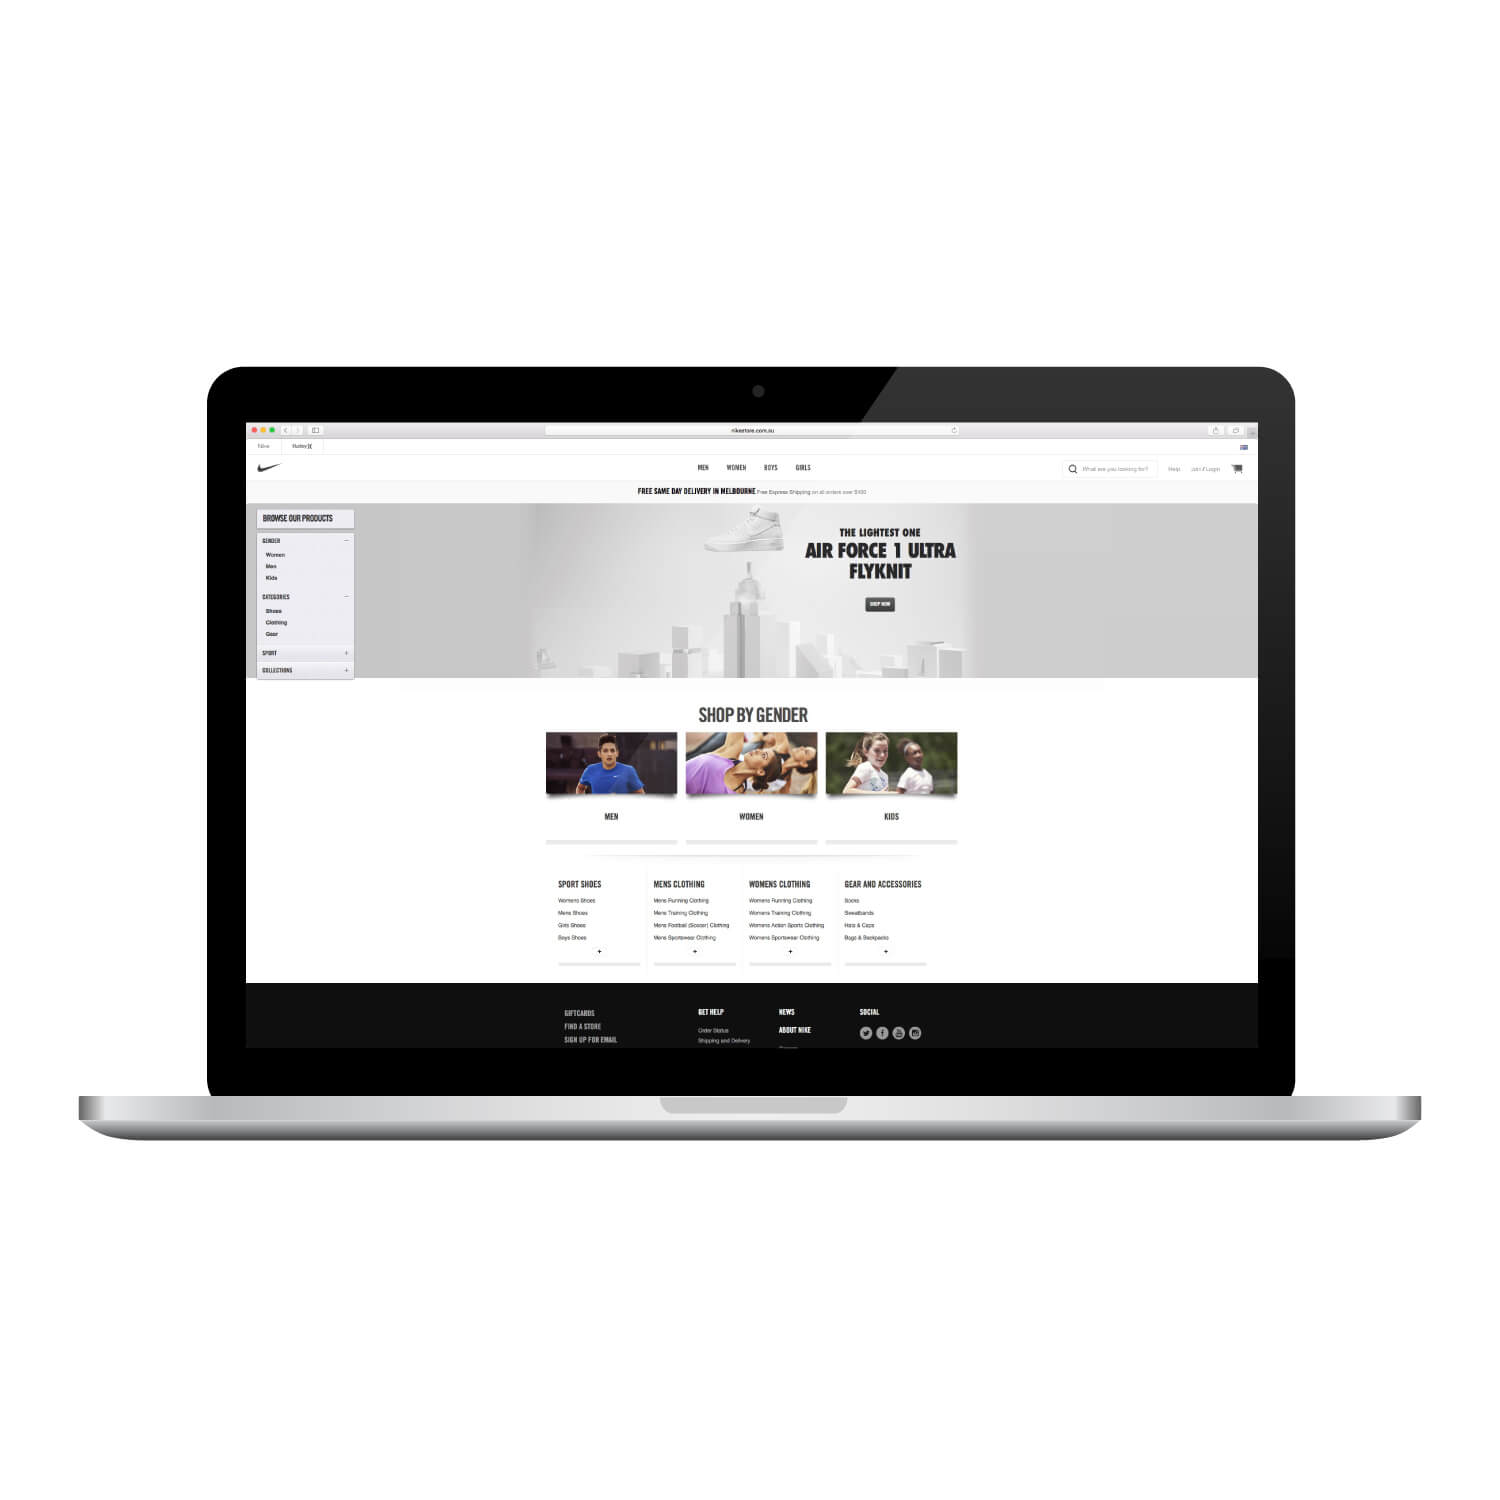 nikestore.com.au
Nike
Hurley
MEN WOMEN BOYS GIRLS
What are you looking for?
Help
Join / Login
FREE SAME DAY DELIVERY IN MELBOURNE Free Express Shipping on all orders over
BROWSE OUR PRODUCTS
GENDER
Women
Men
Kids
CATEGORIES
Shoes
Clothing
Gear
SPORT +
COLLECTIONS +
THE LIGHTEST ONE
AIR FORCE 1 ULTRA
FLYKNIT
SHOP NOW
SHOP BY GENDER
MEN
WOMEN
KIDS
SPORT SHOES
Womens Shoes
Mens Shoes
Girls Shoes
Boys Shoes
+
MENS CLOTHING
Mens Running Clothing
Mens Training Clothing
Mens Football (Soccer) Clothing
Mens Sportswear Clothing
+
WOMENS CLOTHING
Womens Running Clothing
Womens Training Clothing
Womens Action Sports Clothing
Womens Sportswear Clothing
+
GEAR AND ACCESSORIES
Socks
Sweatbands
Hats & Caps
Bags & Backpacks
+
GIFTCARDS
FIND A STORE
SIGN UP FOR EMAIL
GET HELP
Order Status
Shipping and Delivery
NEWS
ABOUT NIKE
SOCIAL